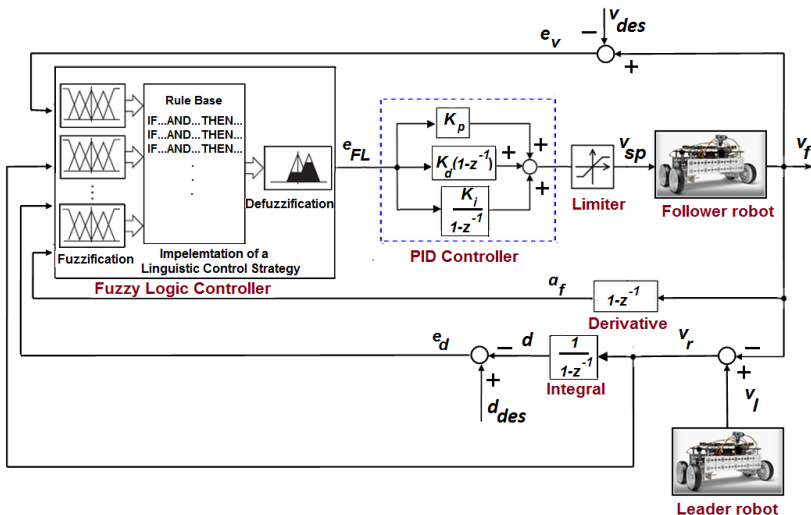 v_des
−
e_v
+
Rule Base
IF...AND...THEN...
IF...AND...THEN...
IF...AND...THEN...
.
.
.
...
Fuzzification
Defuzzification
Impelmentation of a
Linguistic Control Strategy
Fuzzy Logic Controller
e_FL
K_p
K_d(1-z^-1)
K_i
1-z^-1
+
+
+
PID Controller
Limiter
v_sp
Follower robot
v_f
a_f
1-z^-1
Derivative
e_d
−
d
+
d_des
1
1-z^-1
Integral
v_r
−
+
v_l
Leader robot